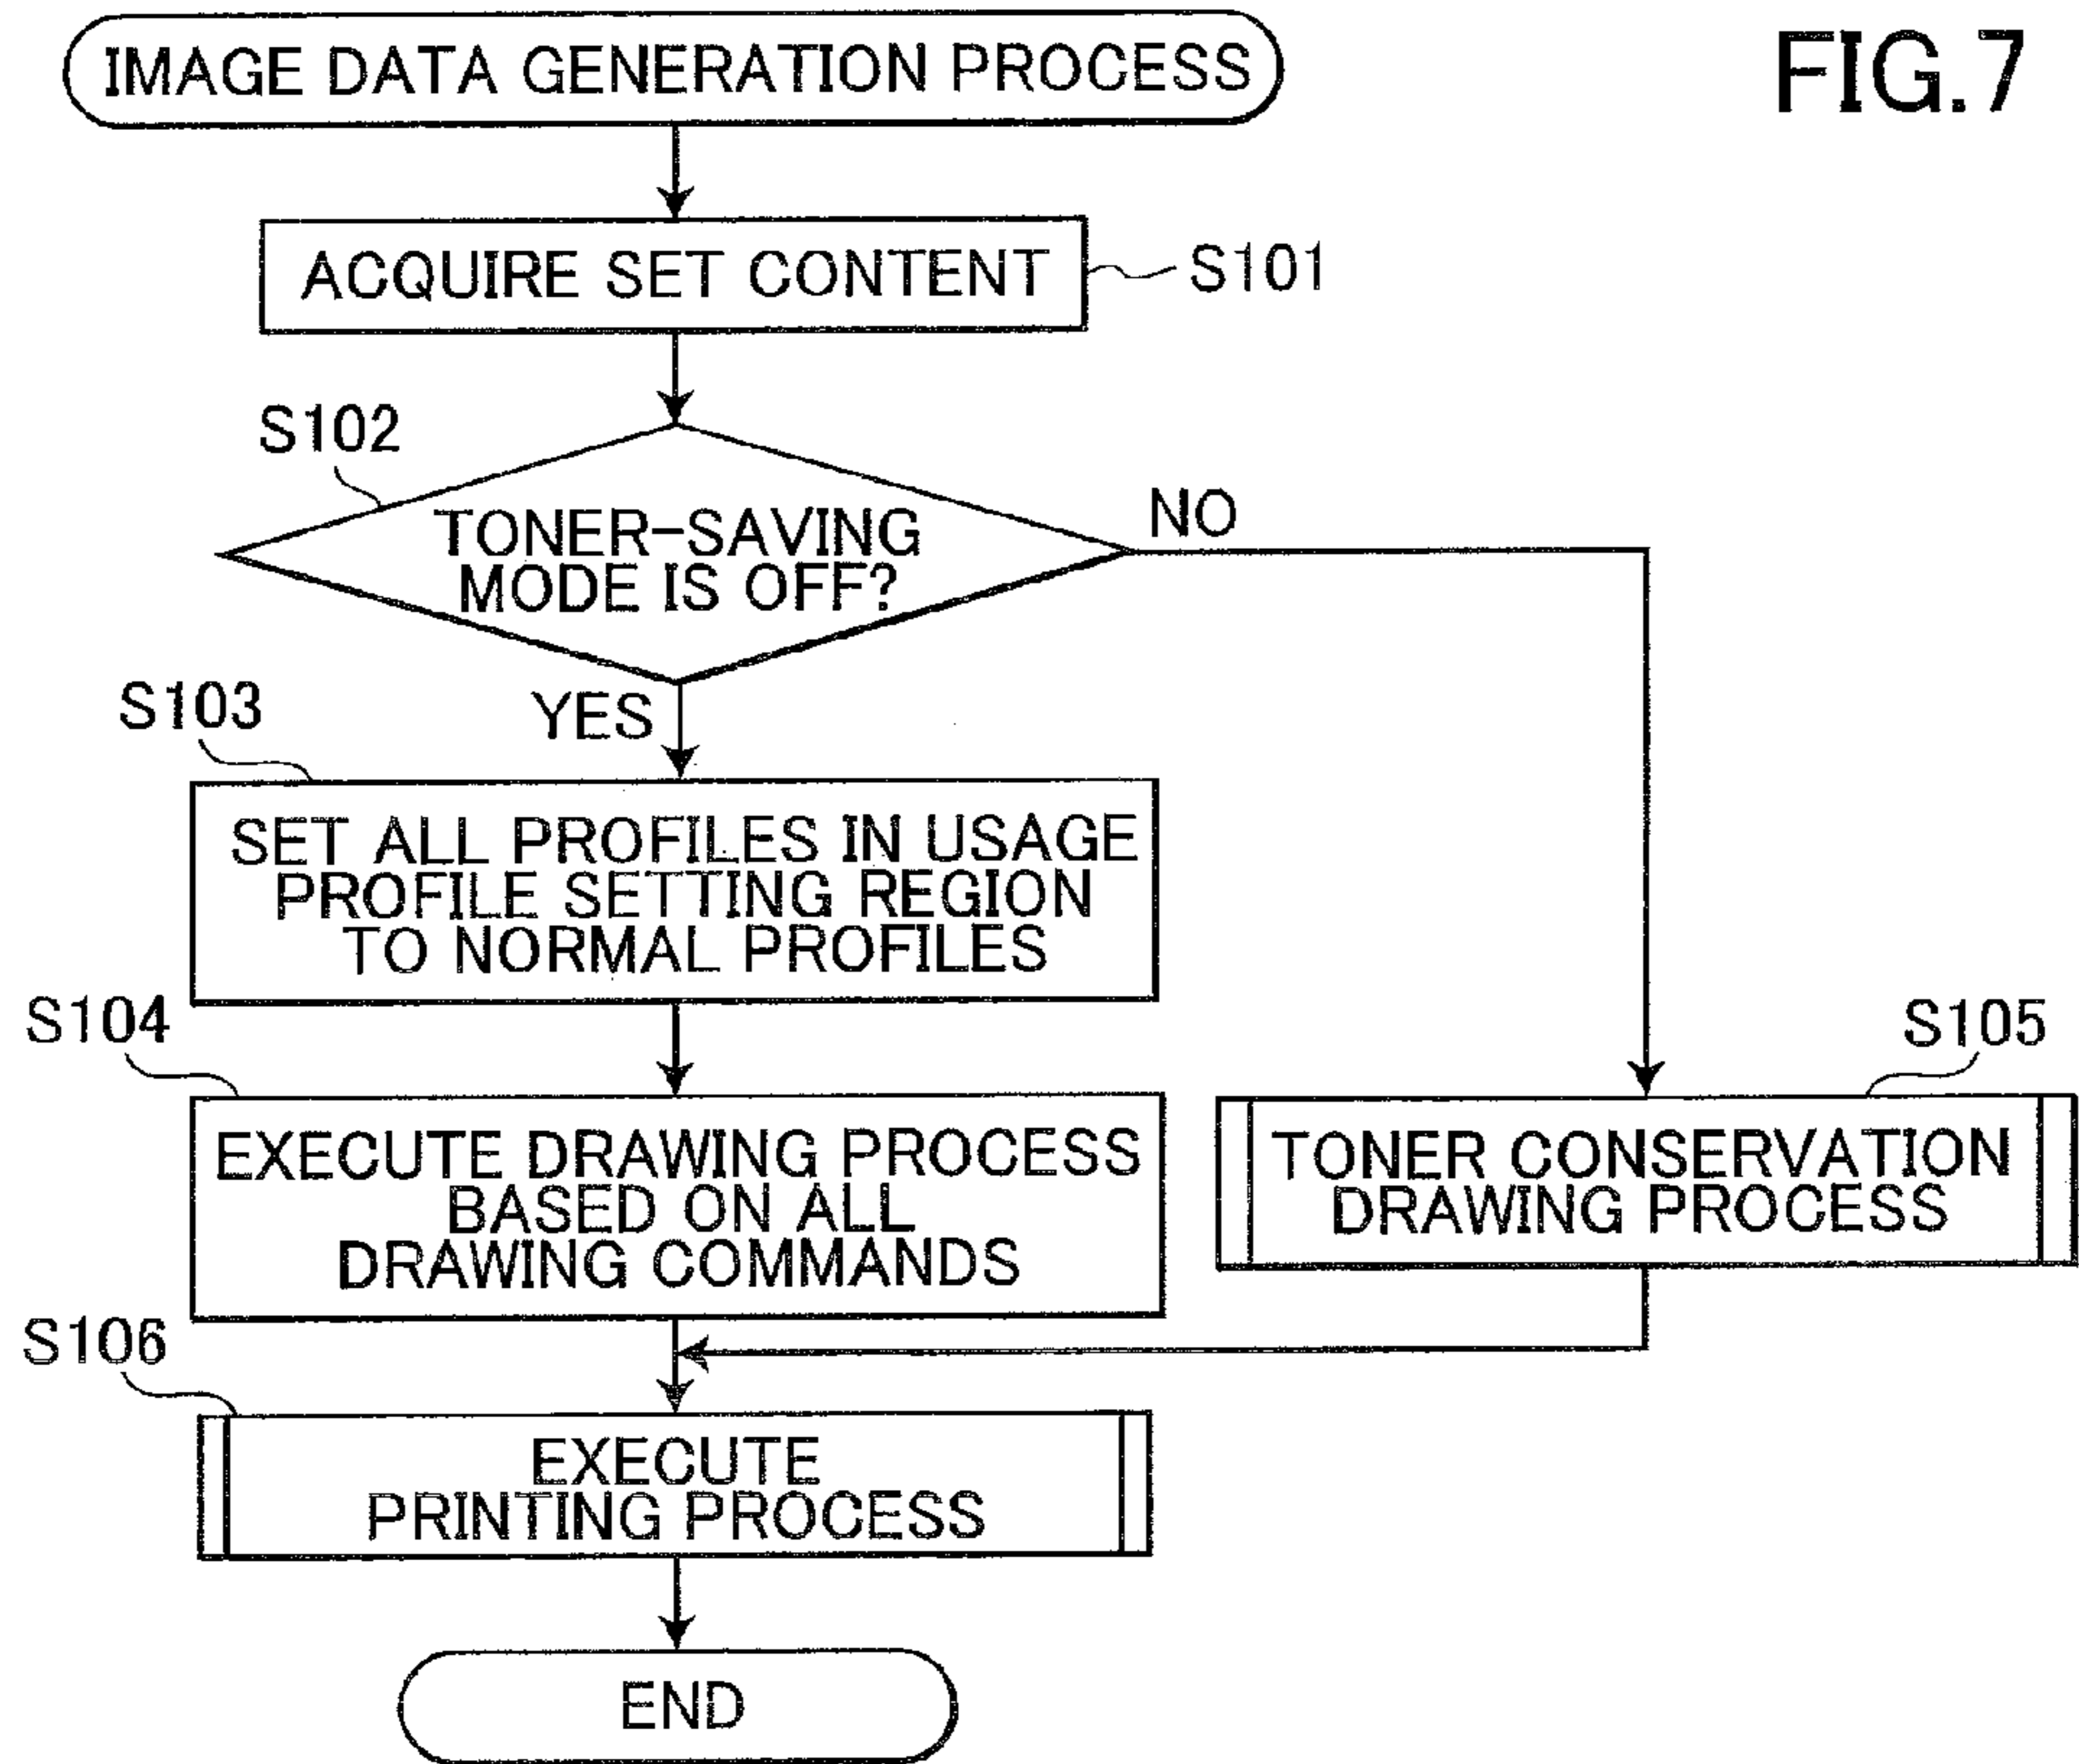 IMAGE DATA GENERATION PROCESS
FIG.7
ACQUIRE SET CONTENT
S101
S102
TONER-SAVING
MODE IS OFF?
NO
YES
S103
SET ALL PROFILES IN USAGE
PROFILE SETTING REGION
TO NORMAL PROFILES
S104
EXECUTE DRAWING PROCESS
BASED ON ALL
DRAWING COMMANDS
S105
TONER CONSERVATION
DRAWING PROCESS
S106
EXECUTE
PRINTING PROCESS
END